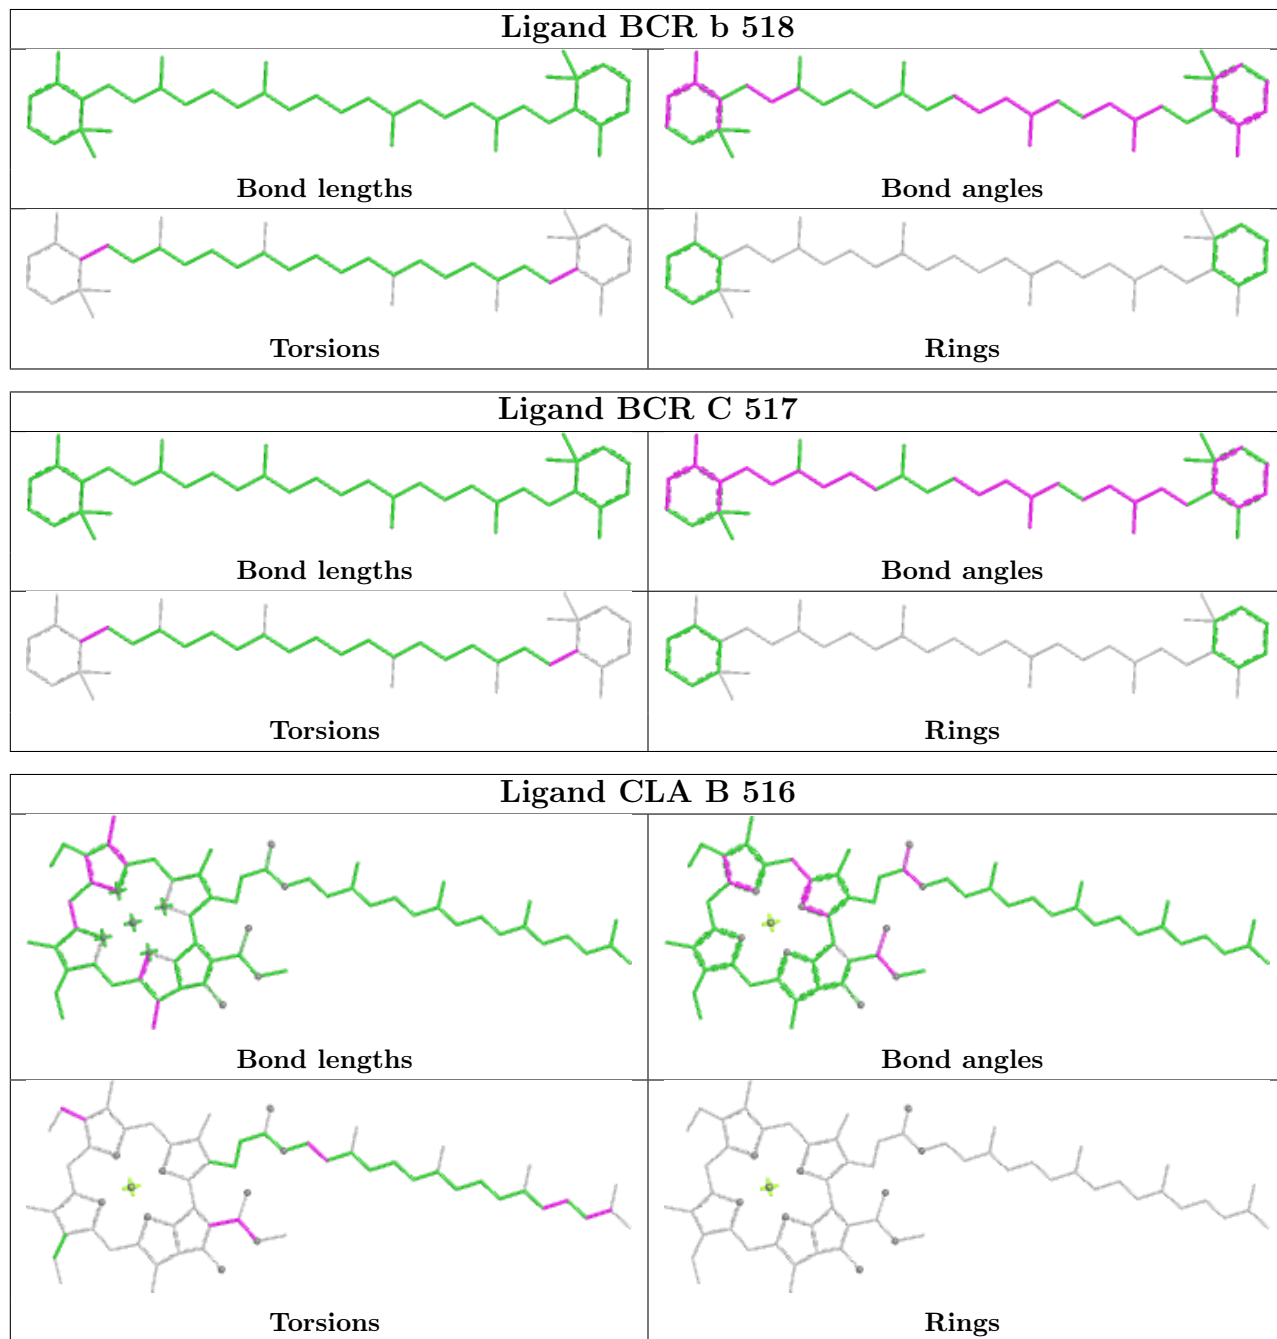 Ligand BCR b 518
Bond lengths
Bond angles
Torsions
Rings
Ligand BCR C 517
Bond lengths
Bond angles
Torsions
Rings
Ligand CLA B 516
Bond lengths
Bond angles
Torsions
Rings